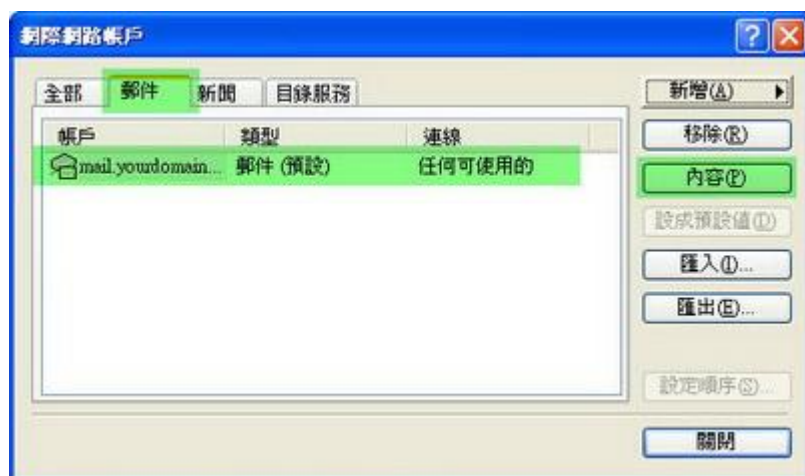 網際網路帳戶
全部 郵件 新聞 目錄服務
帳戶 類型 連線
mail.yourdomain... 郵件 (預設) 任何可使用的
新增(A)
移除(R)
內容(P)
設成預設值(D)
匯入(I)...
匯出(E)...
設定順序(S)...
關閉